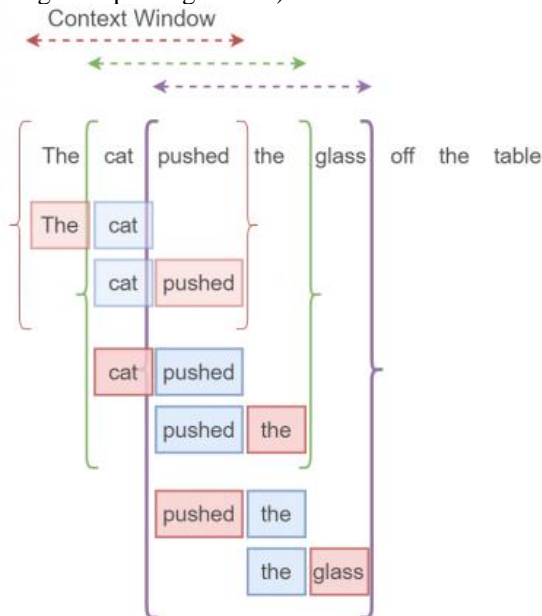 Context Window
The cat pushed the glass off the table
The cat
cat pushed
cat pushed
pushed the
pushed the
the glass